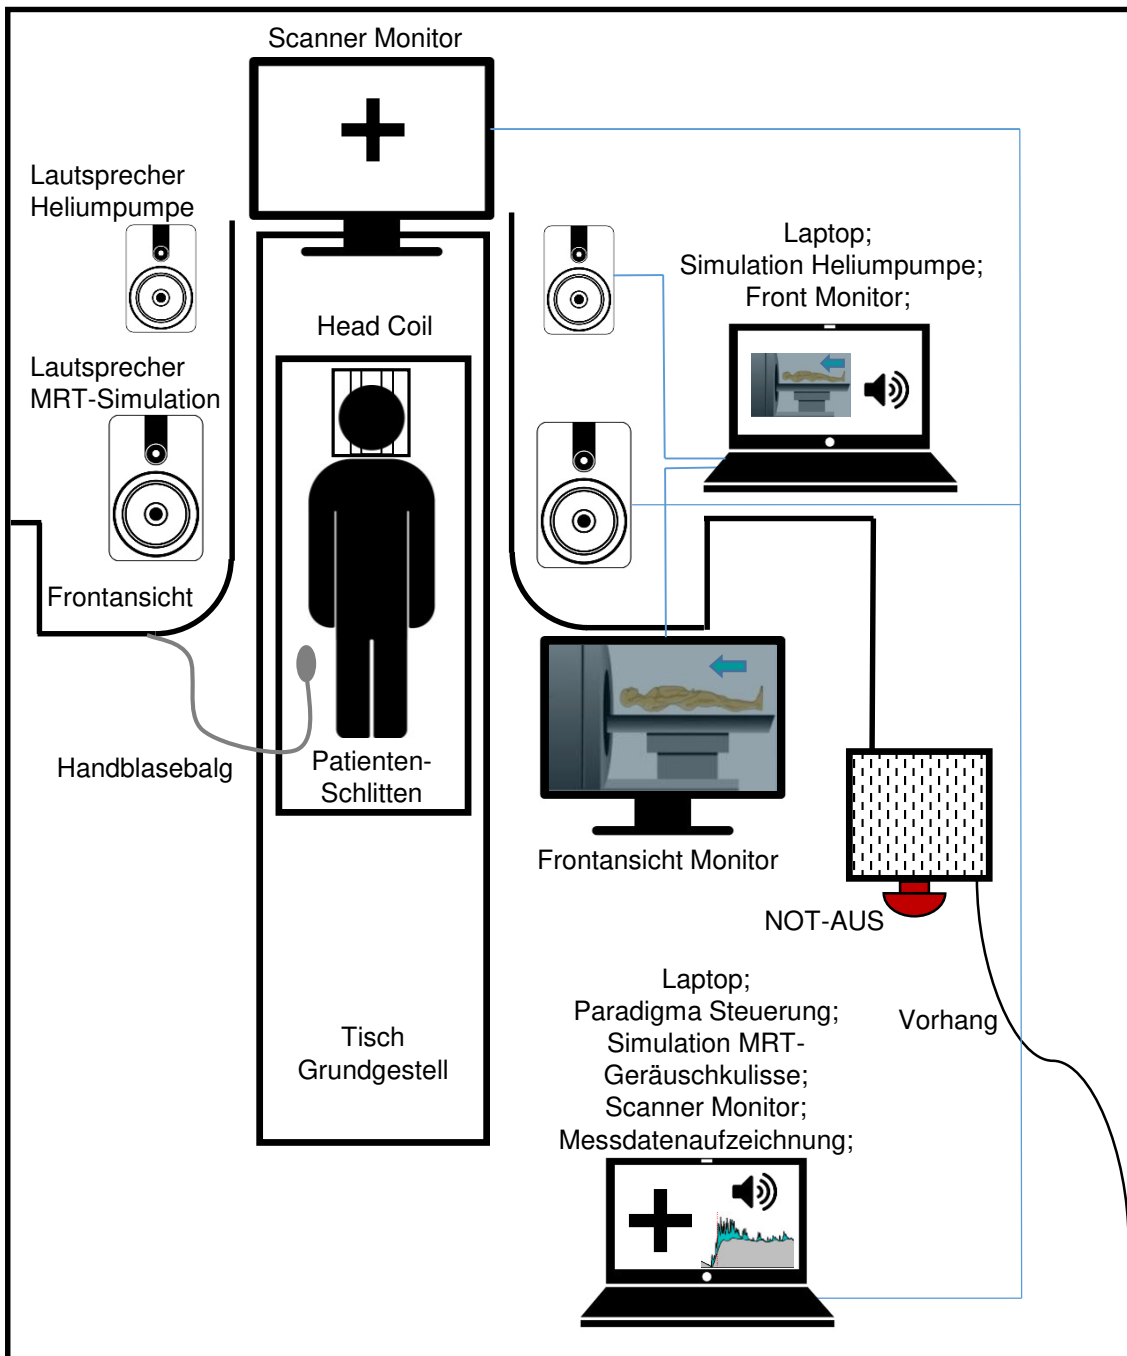 Scanner Monitor
Lautsprecher
Heliumpumpe
Laptop;
Simulation Heliumpumpe;
Front Monitor;
Head Coil
Lautsprecher
MRT-Simulation
Frontansicht
Handblasebalg
Patienten-
Schlitten
Frontansicht Monitor
NOT-AUS
Laptop;
Paradigma Steuerung;
Simulation MRT-
Geräuschkulisse;
Scanner Monitor;
Messdatenaufzeichnung;
Vorhang
Tisch
Grundgestell